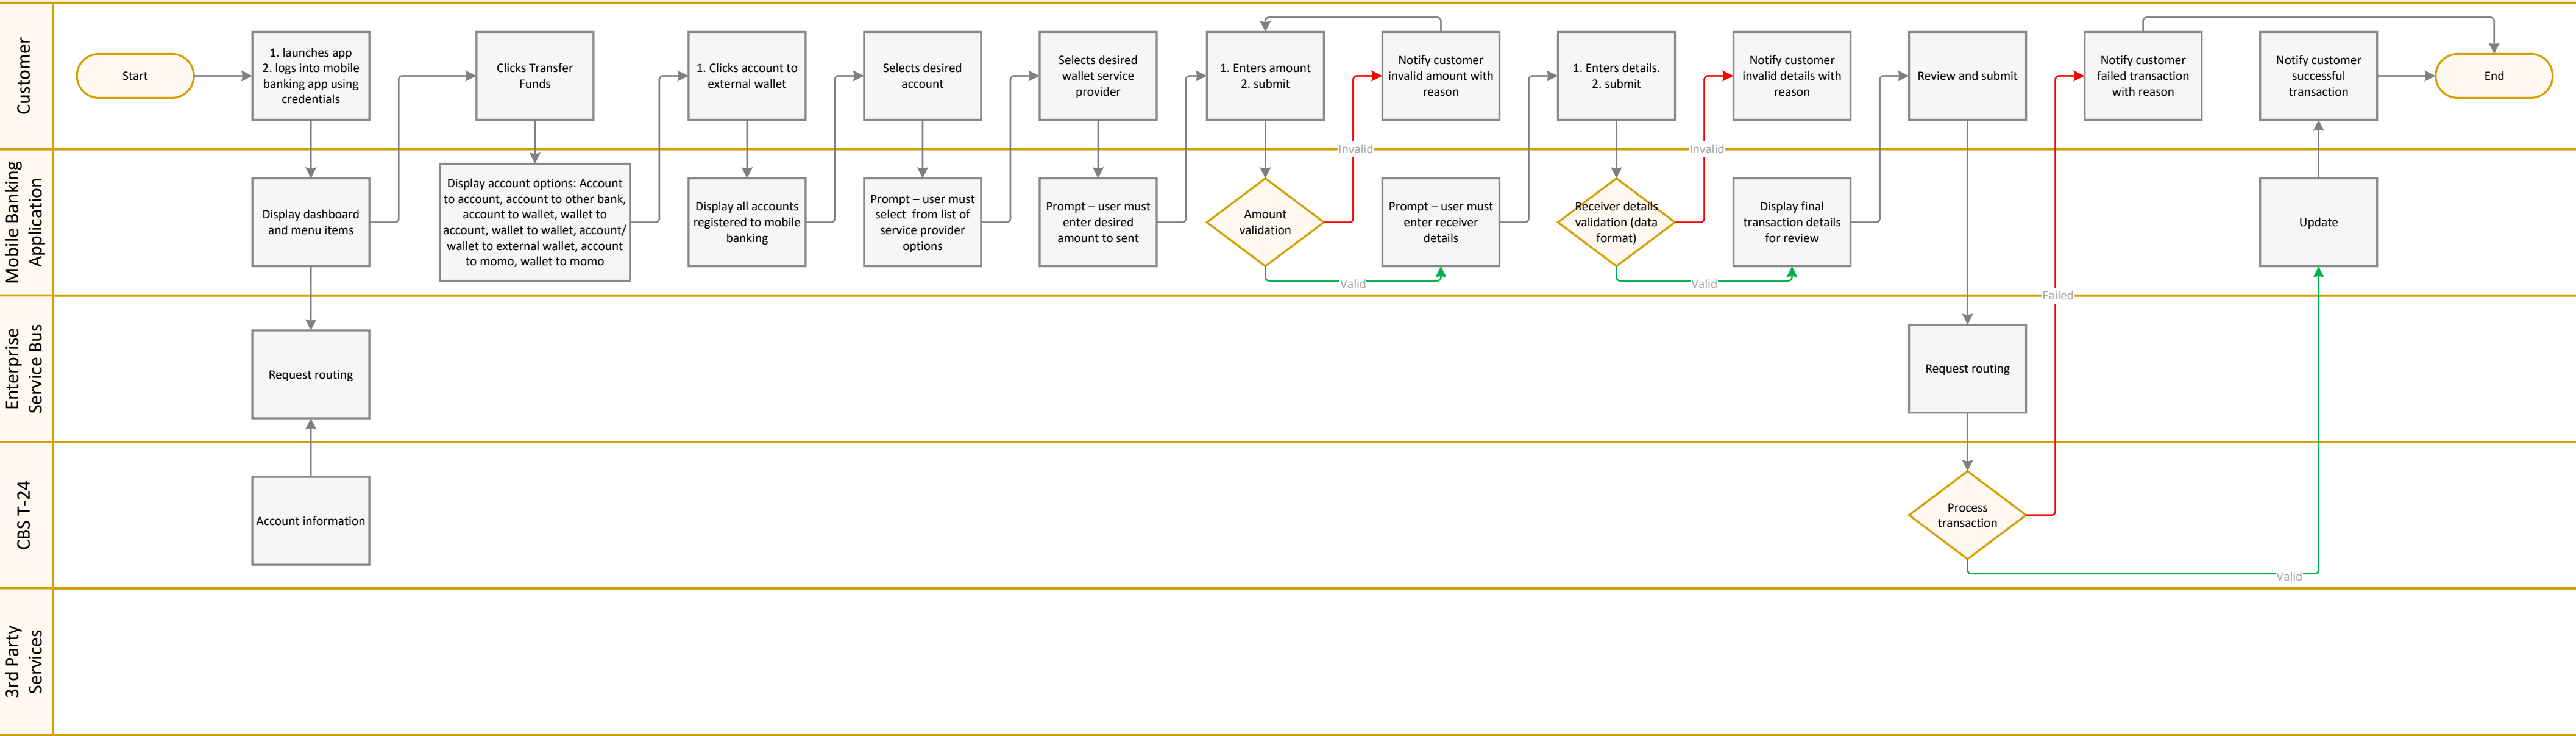 Customer
Start
1. launches app
2. logs into mobile
banking app using
credentials
Clicks Transfer
Funds
1. Clicks account to
external wallet
Selects desired
account
Selects desired
wallet service
provider
1. Enters amount
2. submit
Notify customer
invalid amount with
reason
1. Enters details.
2. submit
Notify customer
invalid details with
reason
Review and submit
Notify customer
failed transaction
with reason
Notify customer
successful
transaction
End
Invalid
Invalid
Mobile Banking
Application
Display dashboard
and menu items
Display account options: Account
to account, account to other bank,
account to wallet, wallet to
account, wallet to wallet, account/
wallet to external wallet, account
to momo, wallet to momo
Display all accounts
registered to mobile
banking
Prompt – user must
select  from list of
service provider
options
Prompt – user must
enter desired
amount to sent
Amount
validation
Prompt – user must
enter receiver
details
Receiver details
validation (data
format)
Display final
transaction details
for review
Update
Valid
Valid
Failed
Enterprise
Service Bus
Request routing
Request routing
CBS T-24
Account information
Process
transaction
Valid
3rd Party
Services